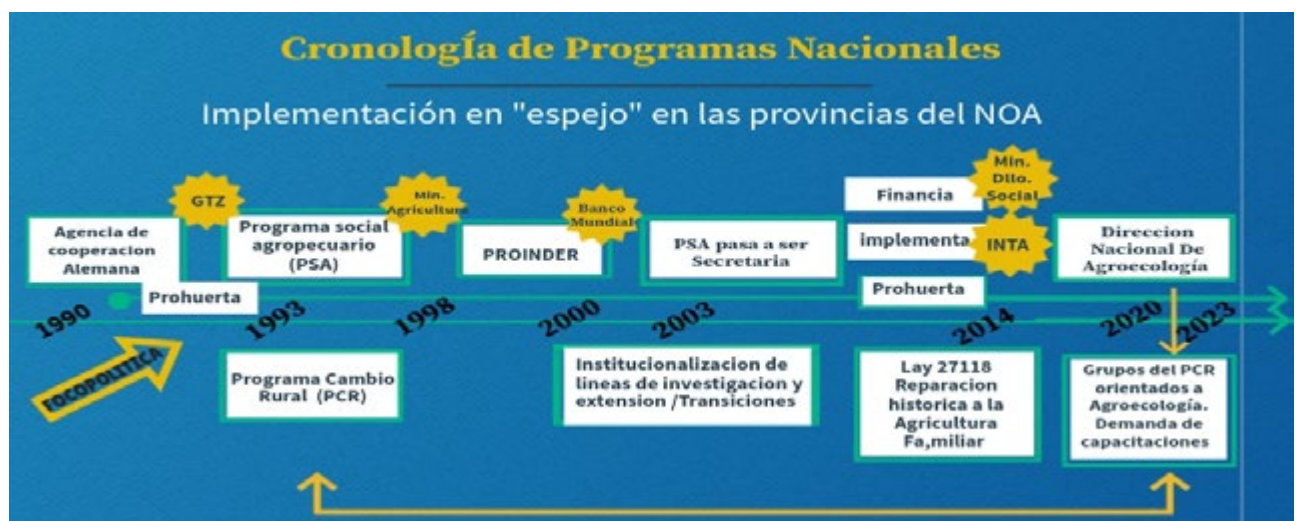 CronologÍa de Programas Nacionales
Implementación en "espejo" en las provincias del NOA
GTZ
Agencia de
cooperacion
Alemana
Prohuerta
Programa social
agropecuario
(PSA)
Min.
Agricultura
PROINDER
Banco
Mundial
PSA pasa a ser
Secretaria
Financia
Min.
Dllo.
Social
implementa
INTA
Prohuerta
Direccion
Nacional De
Agroecología
1990
1993
1998
2000
2003
2014
2020
2023
FOCOPOLITICA
Programa Cambio
Rural (PCR)
Institucionalizacion de
lineas de investigacion y
extension /Transiciones
Lay 27118
Reparacion
historica a la
Agricultura
Fa,miliar
Grupos del PCR
orientados a
Agroecología.
Demanda de
capacitaciones